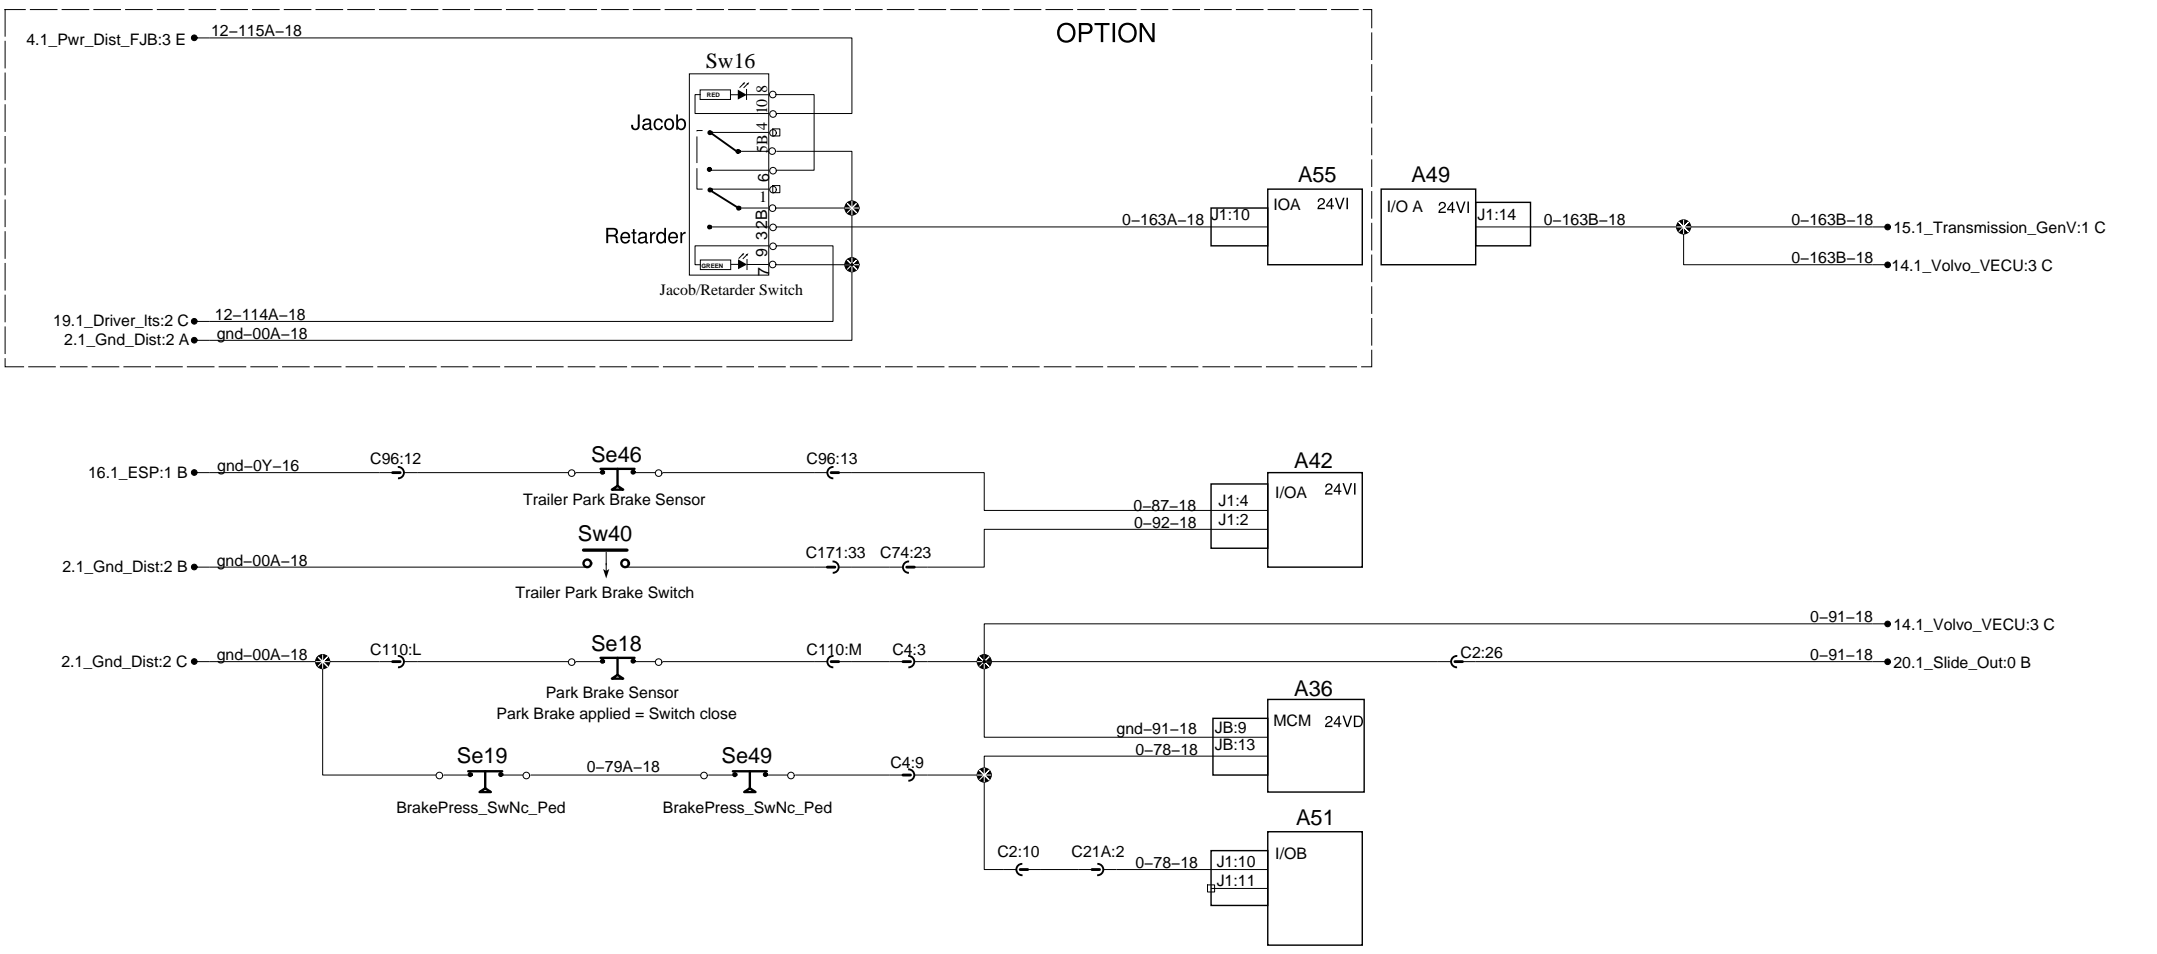 OPTION
4.1_Pwr_Dist_FJB:3 E
12-115A-18
Sw16
RED
8
10
Jacob
4
5B
6
1
2B
Retarder
3
9
GREEN
7
Jacob/Retarder Switch
A55
IOA 24VI
0-163A-18
J1:10
A49
I/O A 24VI
J1:14
0-163B-18
0-163B-18
15.1_Transmission_GenV:1 C
0-163B-18
14.1_Volvo_VECU:3 C
19.1_Driver_lts:2 C
12-114A-18
2.1_Gnd_Dist:2 A
gnd-00A-18
16.1_ESP:1 B
gnd-0Y-16
C96:12
Se46
Trailer Park Brake Sensor
C96:13
A42
I/OA 24VI
0-87-18
J1:4
0-92-18
J1:2
2.1_Gnd_Dist:2 B
gnd-00A-18
Sw40
Trailer Park Brake Switch
C171:33
C74:23
0-91-18
14.1_Volvo_VECU:3 C
2.1_Gnd_Dist:2 C
gnd-00A-18
C110:L
Se18
Park Brake Sensor
Park Brake applied = Switch close
C110:M
C4:3
C2:26
0-91-18
20.1_Slide_Out:0 B
A36
MCM 24VD
gnd-91-18
JB:9
0-78-18
JB:13
Se19
BrakePress_SwNc_Ped
0-79A-18
Se49
BrakePress_SwNc_Ped
C4:9
A51
I/OB
C2:10
C21A:2
0-78-18
J1:10
J1:11